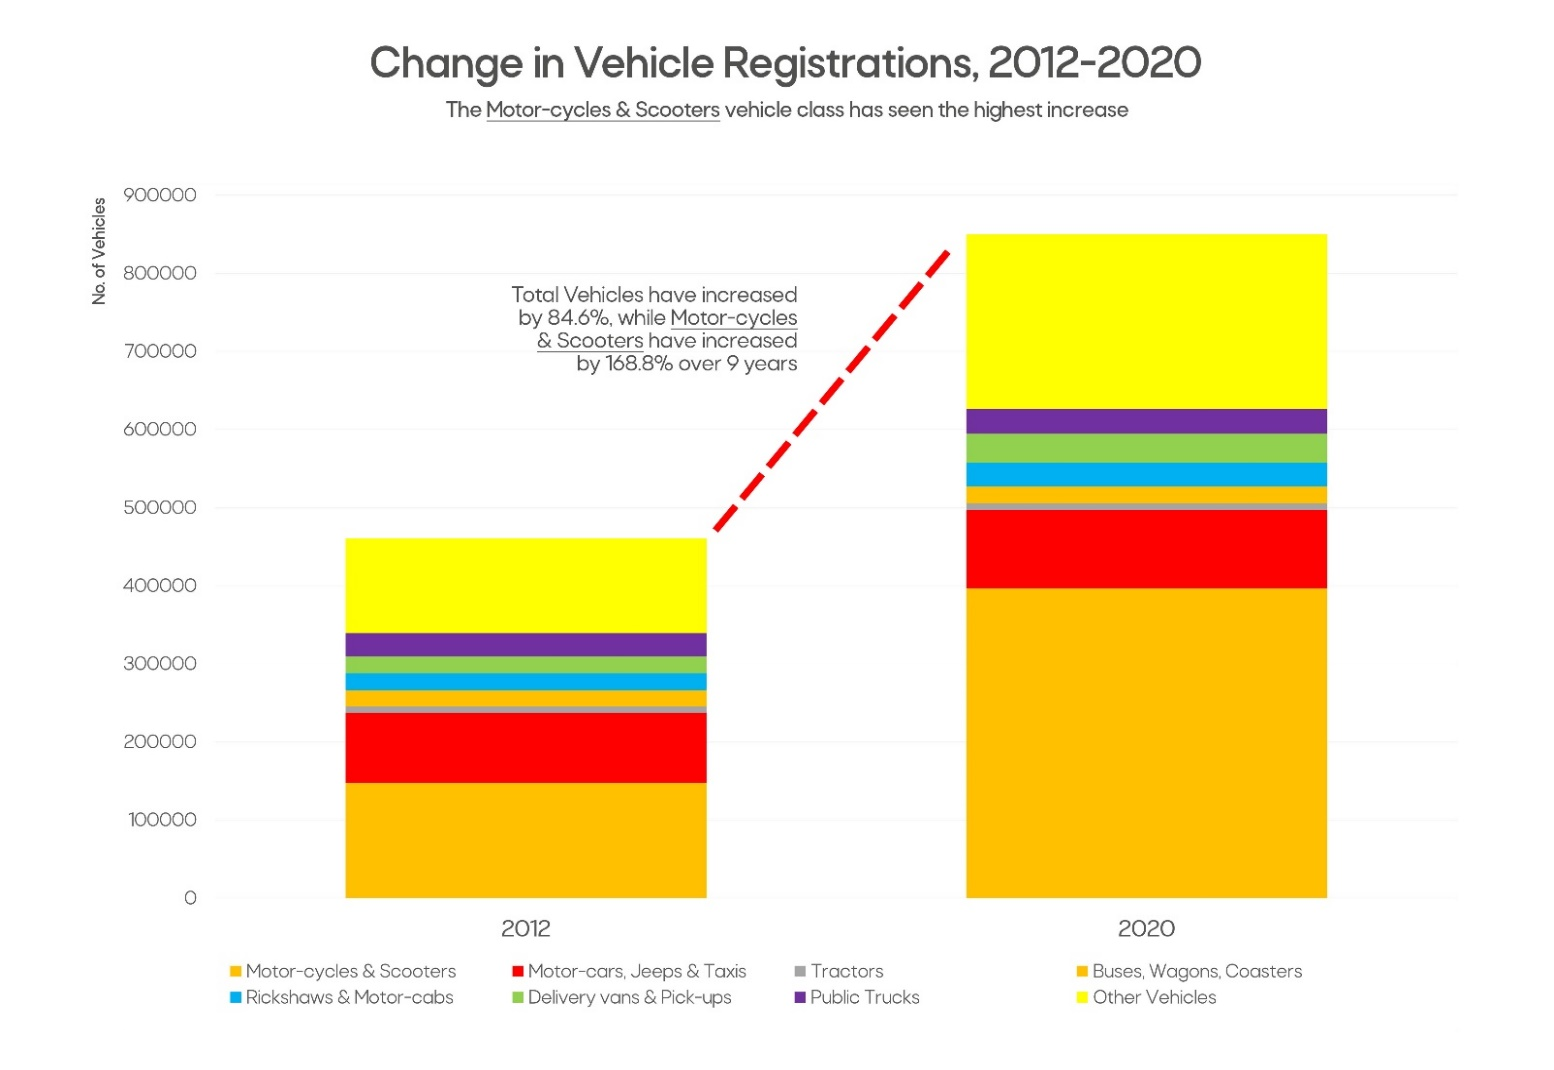 Change in Vehicle Registrations, 2012-2020
The Motor-cycles & Scooters vehicle class has seen the highest increase
No. of Vehicles
900000
800000
700000
600000
500000
400000
300000
200000
100000
0
Total Vehicles have increased
by 84.6%, while Motor-cycles
& Scooters have increased
by 168.8% over 9 years
2012 2020
Motor-cycles & Scooters Motor-cars, Jeeps & Taxis Tractors Buses, Wagons, Coasters
Rickshaws & Motor-cabs Delivery vans & Pick-ups Public Trucks Other Vehicles